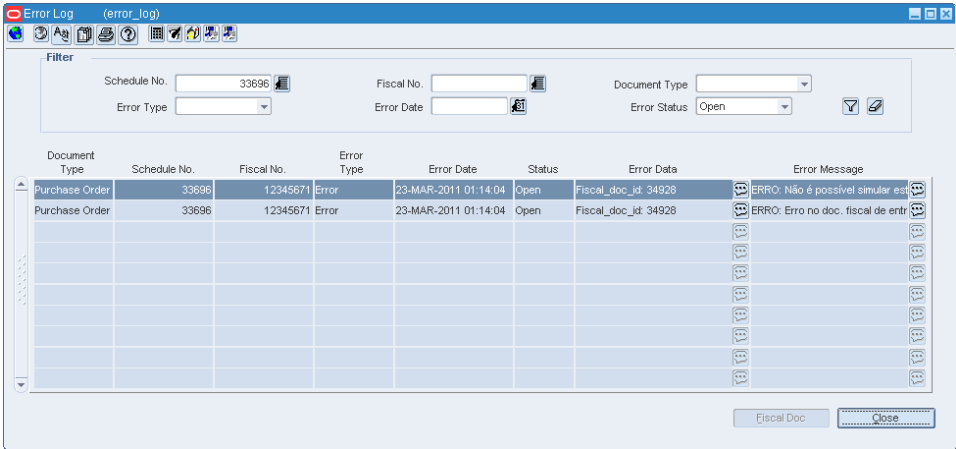 Error Log (error_log)
Filter
Schedule No. 33696 Fiscal No. Document Type
Error Type Error Date Error Status Open
Document Type Schedule No. Fiscal No. Error Type Error Date Status Error Data Error Message
Purchase Order 33696 12345671 Error 23-MAR-2011 01:14:04 Open Fiscal_doc_id: 34928 ERRO: Não é possível simular est
Purchase Order 33696 12345671 Error 23-MAR-2011 01:14:04 Open Fiscal_doc_id: 34928 ERRO: Erro no doc. fiscal de entr
Fiscal Doc Close